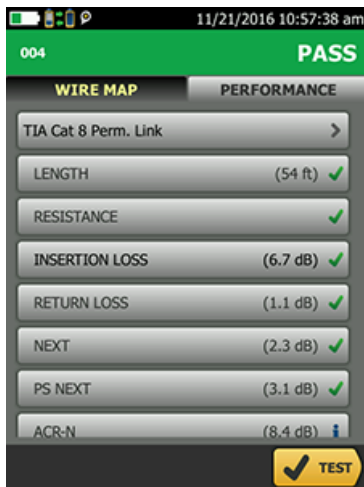 11/21/2016 10:57:38 am
004 PASS
WIRE MAP PERFORMANCE
TIA Cat 8 Perm. Link >
LENGTH (54 ft)
RESISTANCE
INSERTION LOSS (6.7 dB)
RETURN LOSS (1.1 dB)
NEXT (2.3 dB)
PS NEXT (3.1 dB)
ACR-N (8.4 dB) i
TEST